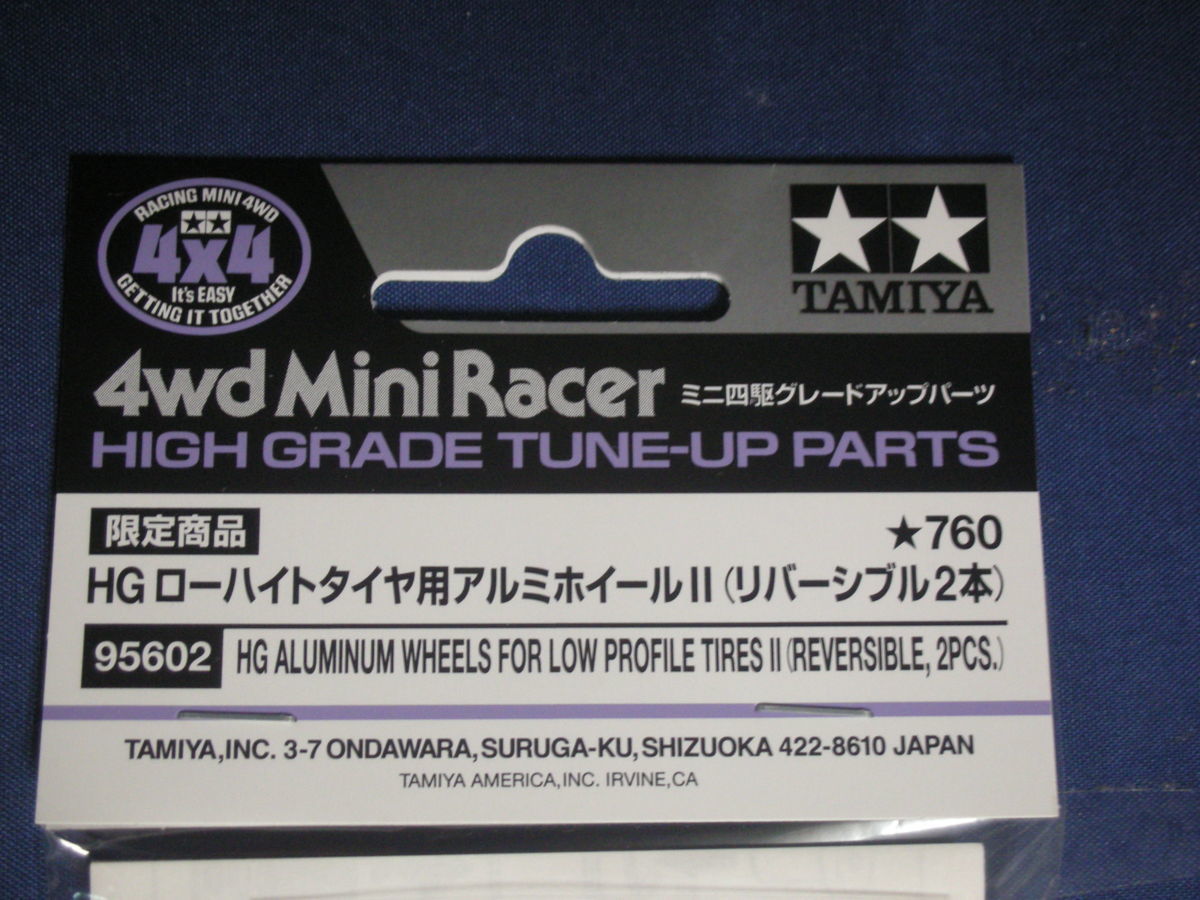 RACING MINI 4WD
4x4
It's EASY
GETTING IT TOGETHER
TAMIYA
4wd Mini Racer ミニ四駆グレードアップパーツ
HIGH GRADE TUNE-UP PARTS
限定商品 ★760
HG ローハイトタイヤ用アルミホイールII (リバーシブル2本)
95602 HG ALUMINUM WHEELS FOR LOW PROFILE TIRES II (REVERSIBLE, 2PCS.)
TAMIYA,INC. 3-7 ONDAWARA, SURUGA-KU, SHIZUOKA 422-8610 JAPAN
TAMIYA AMERICA,INC. IRVINE,CA